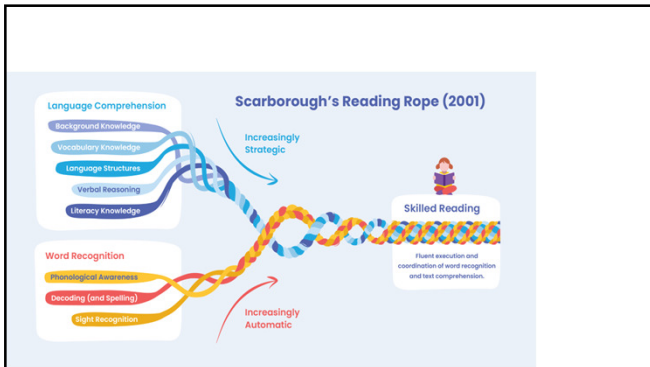 Scarborough's Reading Rope (2001)
Language Comprehension
Background Knowledge
Vocabulary Knowledge
Language Structures
Verbal Reasoning
Literacy Knowledge
Increasingly
Strategic
Word Recognition
Phonological Awareness
Decoding (and Spelling)
Sight Recognition
Increasingly
Automatic
Skilled Reading
Fluent execution and
coordination of word recognition
and text comprehension.